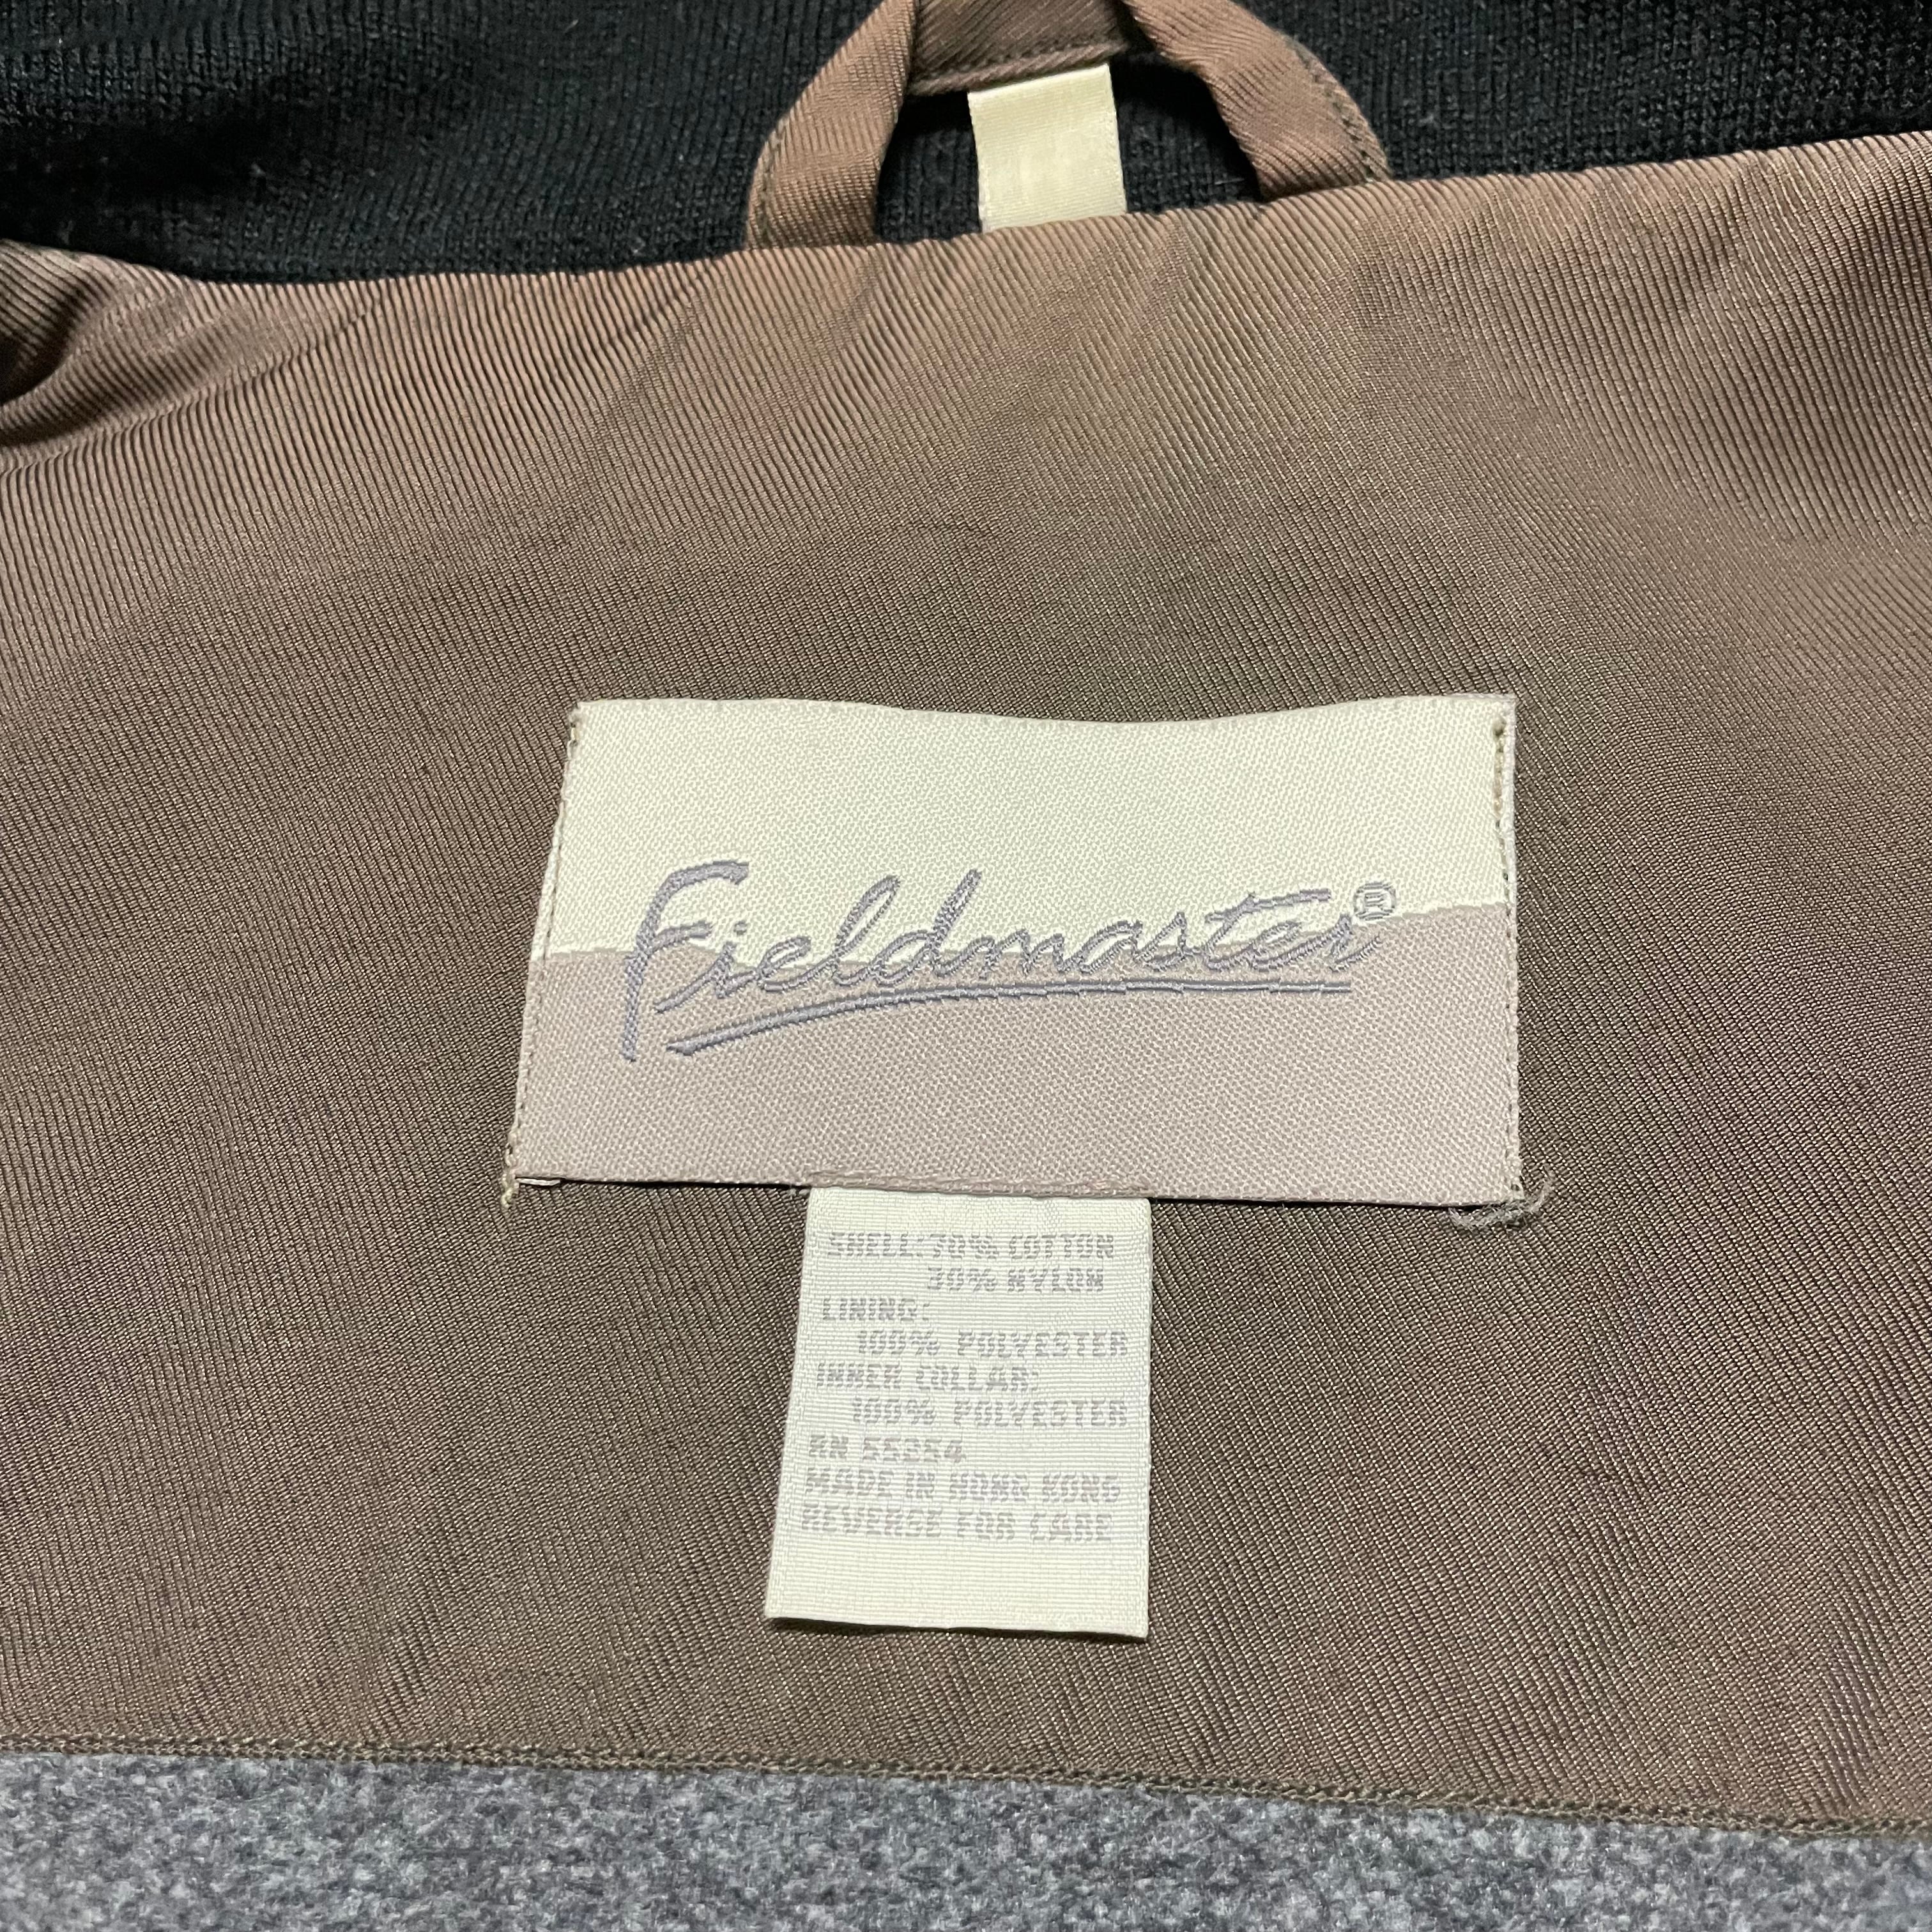 Fieldmaster®
SHELL: 70% COTTON
30% NYLON
LINING:
100% POLYESTER
INNER COLLAR:
100% POLYESTER
RN 55254
MADE IN HONG KONG
REVERSE FOR CARE